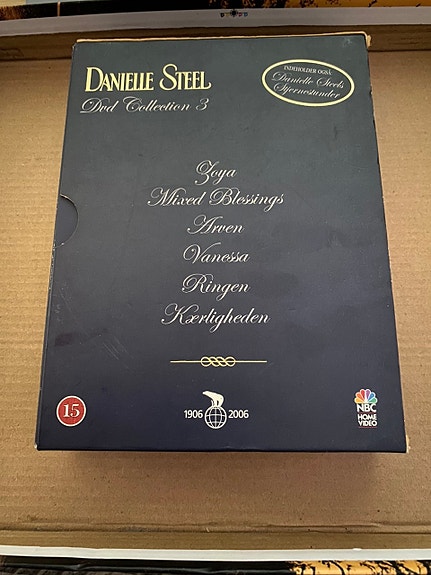 DANIELLE STEEL
Dvd Collection 3
INDEHOLDER OGSÅ:
Danielle Steels
Stjernestunder
Zoya
Mixed Blessings
Arven
Vanessa
Ringen
Kærligheden
15
1906 2006
NBC
HOME
VIDEO